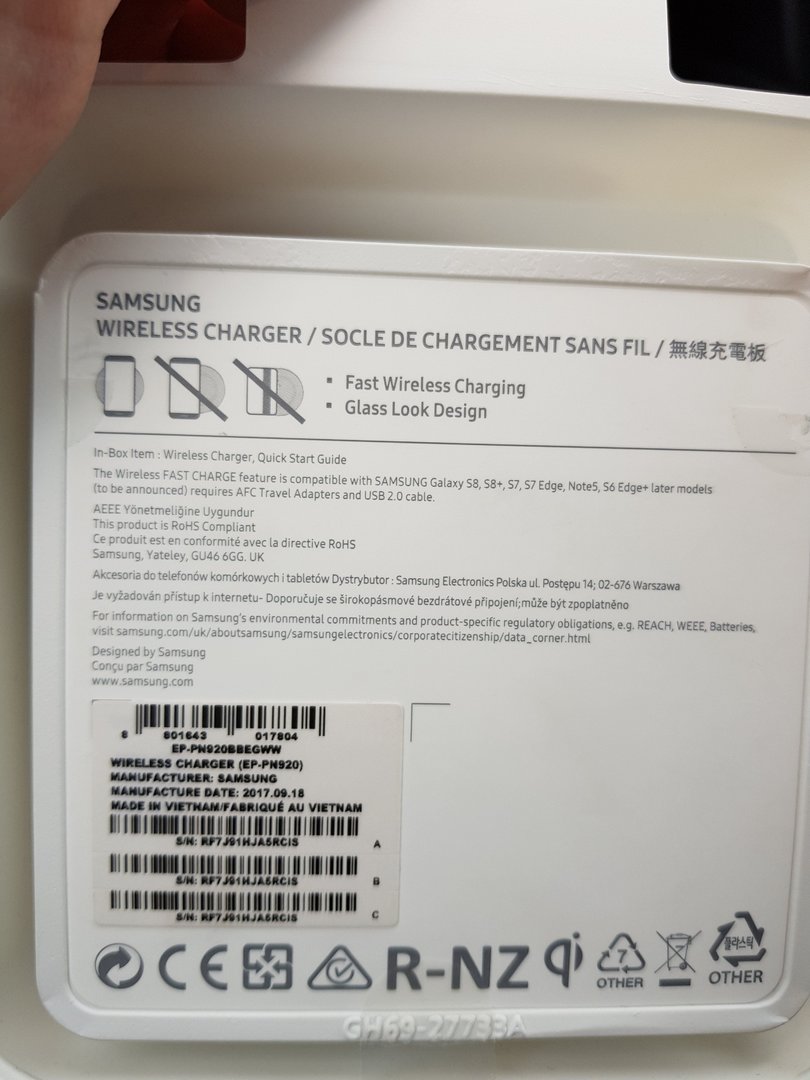 SAMSUNG
WIRELESS CHARGER / SOCLE DE CHARGEMENT SANS FIL / 無線充電板
▪ Fast Wireless Charging
▪ Glass Look Design
In-Box Item : Wireless Charger, Quick Start Guide
The Wireless FAST CHARGE feature is compatible with SAMSUNG Galaxy S8, S8+, S7, S7 Edge, Note5, S6 Edge+ later models
(to be announced) requires AFC Travel Adapters and USB 2.0 cable.
AEEE Yönetmeliğine Uygundur
This product is RoHS Compliant
Ce produit est en conformité avec la directive RoHS
Samsung, Yateley, GU46 6GG. UK
Akcesoria do telefonów komórkowych i tabletów Dystrybutor : Samsung Electronics Polska ul. Postępu 14; 02-676 Warszawa
Je vyžadován přístup k internetu- Doporučuje se širokopásmové bezdrátové připojení;může být zpoplatněno
For information on Samsung's environmental commitments and product-specific regulatory obligations, e.g. REACH, WEEE, Batteries,
visit samsung.com/uk/aboutsamsung/samsungelectronics/corporatecitizenship/data_corner.html
Designed by Samsung
Conçu par Samsung
www.samsung.com
8 801643 017804
EP-PN920BBEGWW
WIRELESS CHARGER (EP-PN920)
MANUFACTURER: SAMSUNG
MANUFACTURE DATE: 2017.09.18
MADE IN VIETNAM/FABRIQUÉ AU VIETNAM
S/N: RF7J91HJA5RCIS A
S/N: RF7J91HJA5RCIS B
S/N: RF7J91HJA5RCIS C
CE R-NZ qi 7 OTHER 플라스틱 OTHER
GH69-27733A